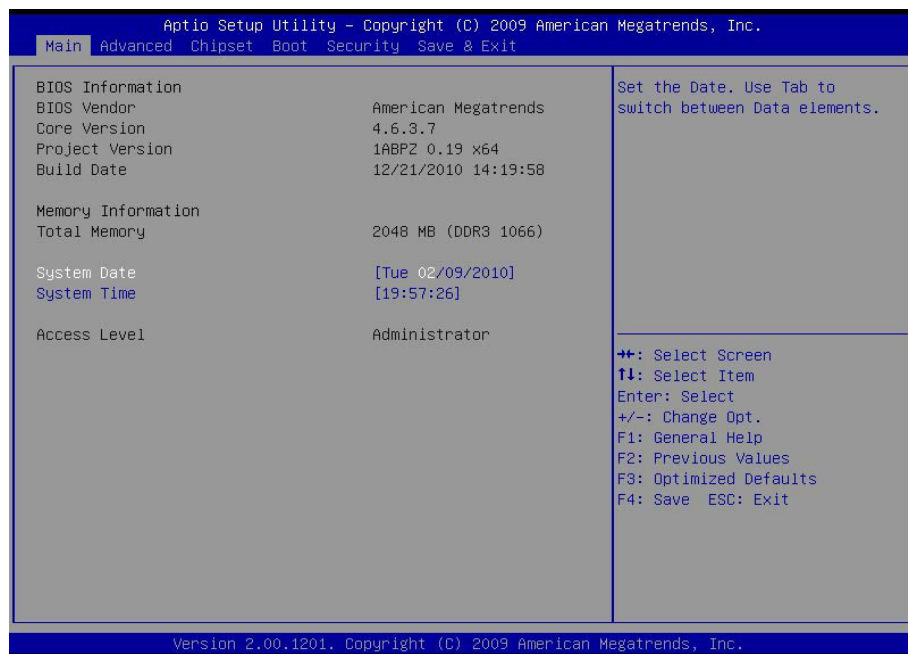 Aptio Setup Utility – Copyright (C) 2009 American Megatrends, Inc.
Main Advanced Chipset Boot Security Save & Exit
BIOS Information
BIOS Vendor American Megatrends
Core Version 4.6.3.7
Project Version 1ABPZ 0.19 x64
Build Date 12/21/2010 14:19:58
Memory Information
Total Memory 2048 MB (DDR3 1066)
System Date [Tue 02/09/2010]
System Time [19:57:26]
Access Level Administrator
Set the Date. Use Tab to
switch between Data elements.
→←: Select Screen
↑↓: Select Item
Enter: Select
+/-: Change Opt.
F1: General Help
F2: Previous Values
F3: Optimized Defaults
F4: Save ESC: Exit
Version 2.00.1201. Copyright (C) 2009 American Megatrends, Inc.